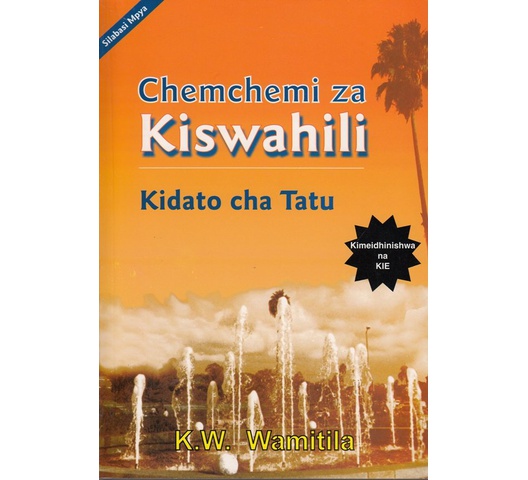 Silabasi Mpya
Chemchemi za
Kiswahili
Kidato cha Tatu
Kimeidhinishwa
na
KIE
K.W. Wamitila